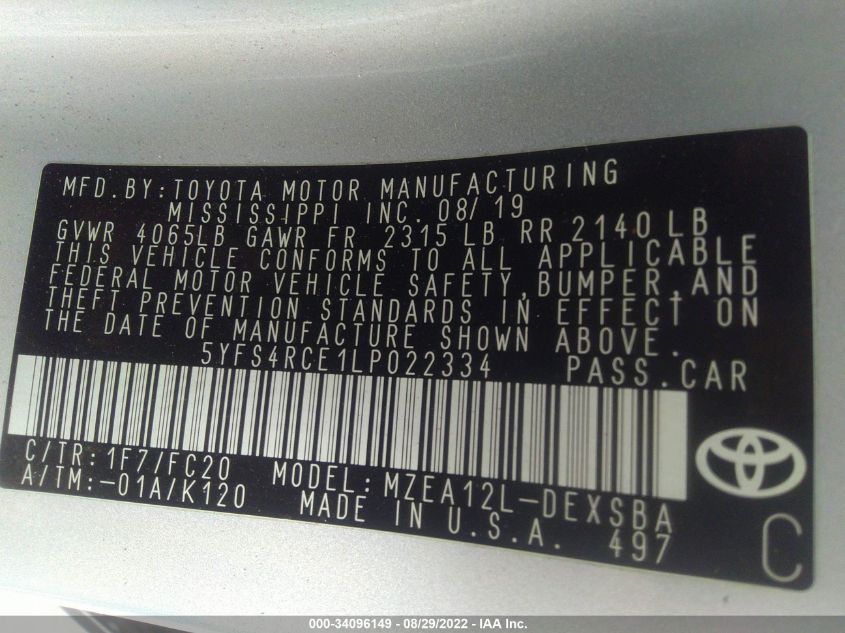 MFD.BY:TOYOTA MOTOR MANUFACTURING
MISSISSIPPI INC. 08/19
GVWR 4065LB GAWR FR 2315 LB RR 2140 LB
THIS VEHICLE CONFORMS TO ALL APPLICABLE
FEDERAL MOTOR VEHICLE SAFETY,BUMPER,AND
THEFT PREVENTION STANDARDS IN EFFECT ON
THE DATE OF MANUFACTURE SHOWN ABOVE.
5YFS4RCE1LP022334 PASS.CAR
C/TR:1F7/FC20 MODEL:MZEA12L-DEXSBA
A/TM:-01A/K120 MADE IN U.S.A. 497
C
000-34096149 - 08/29/2022 - IAA Inc.